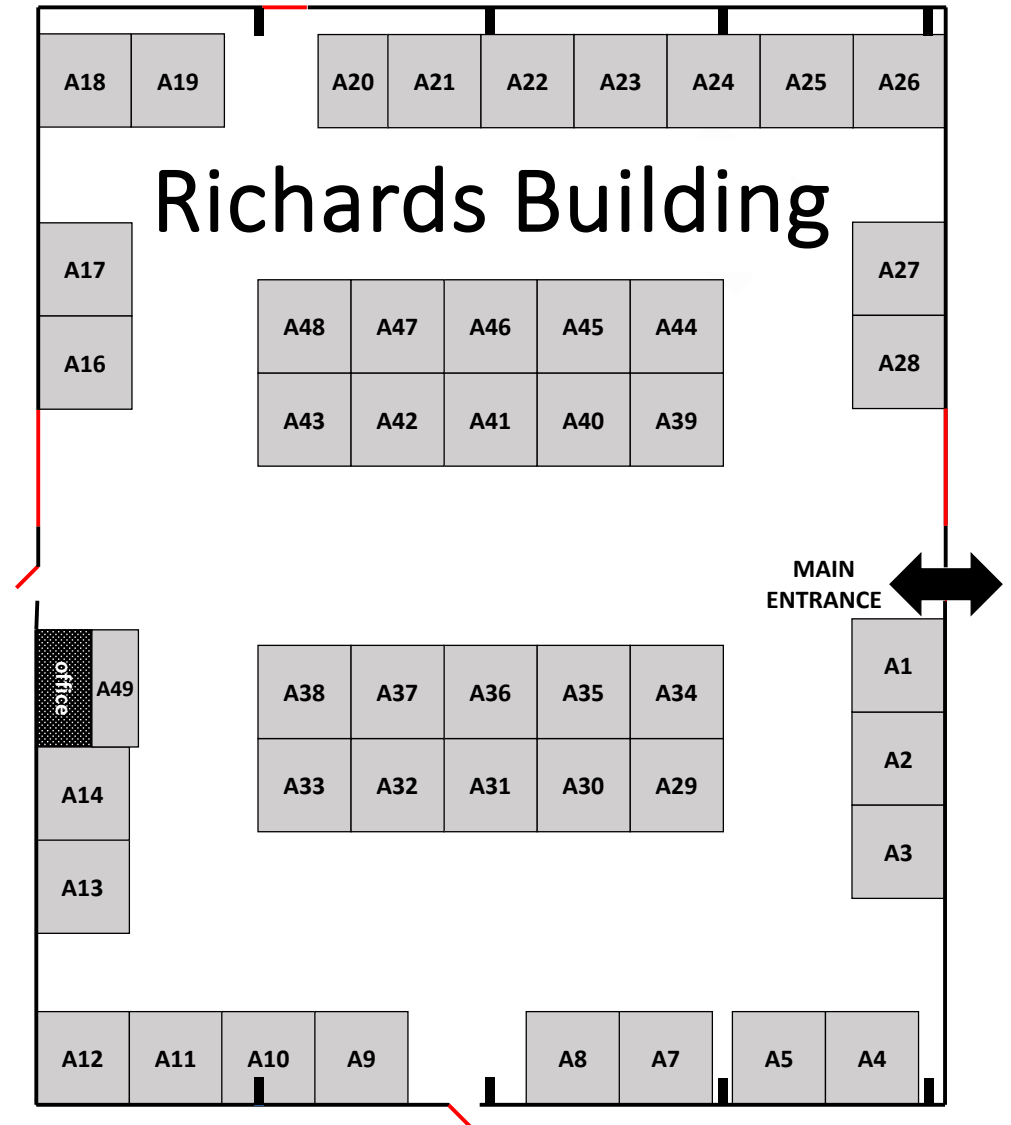 A18 A19 A20 A21 A22 A23 A24 A25 A26
Richards Building
A17 A27
A16 A28
A48 A47 A46 A45 A44
A43 A42 A41 A40 A39
MAIN
ENTRANCE
office A49
A1
A38 A37 A36 A35 A34
A2
A14
A33 A32 A31 A30 A29
A3
A13
A12 A11 A10 A9 A8 A7 A5 A4